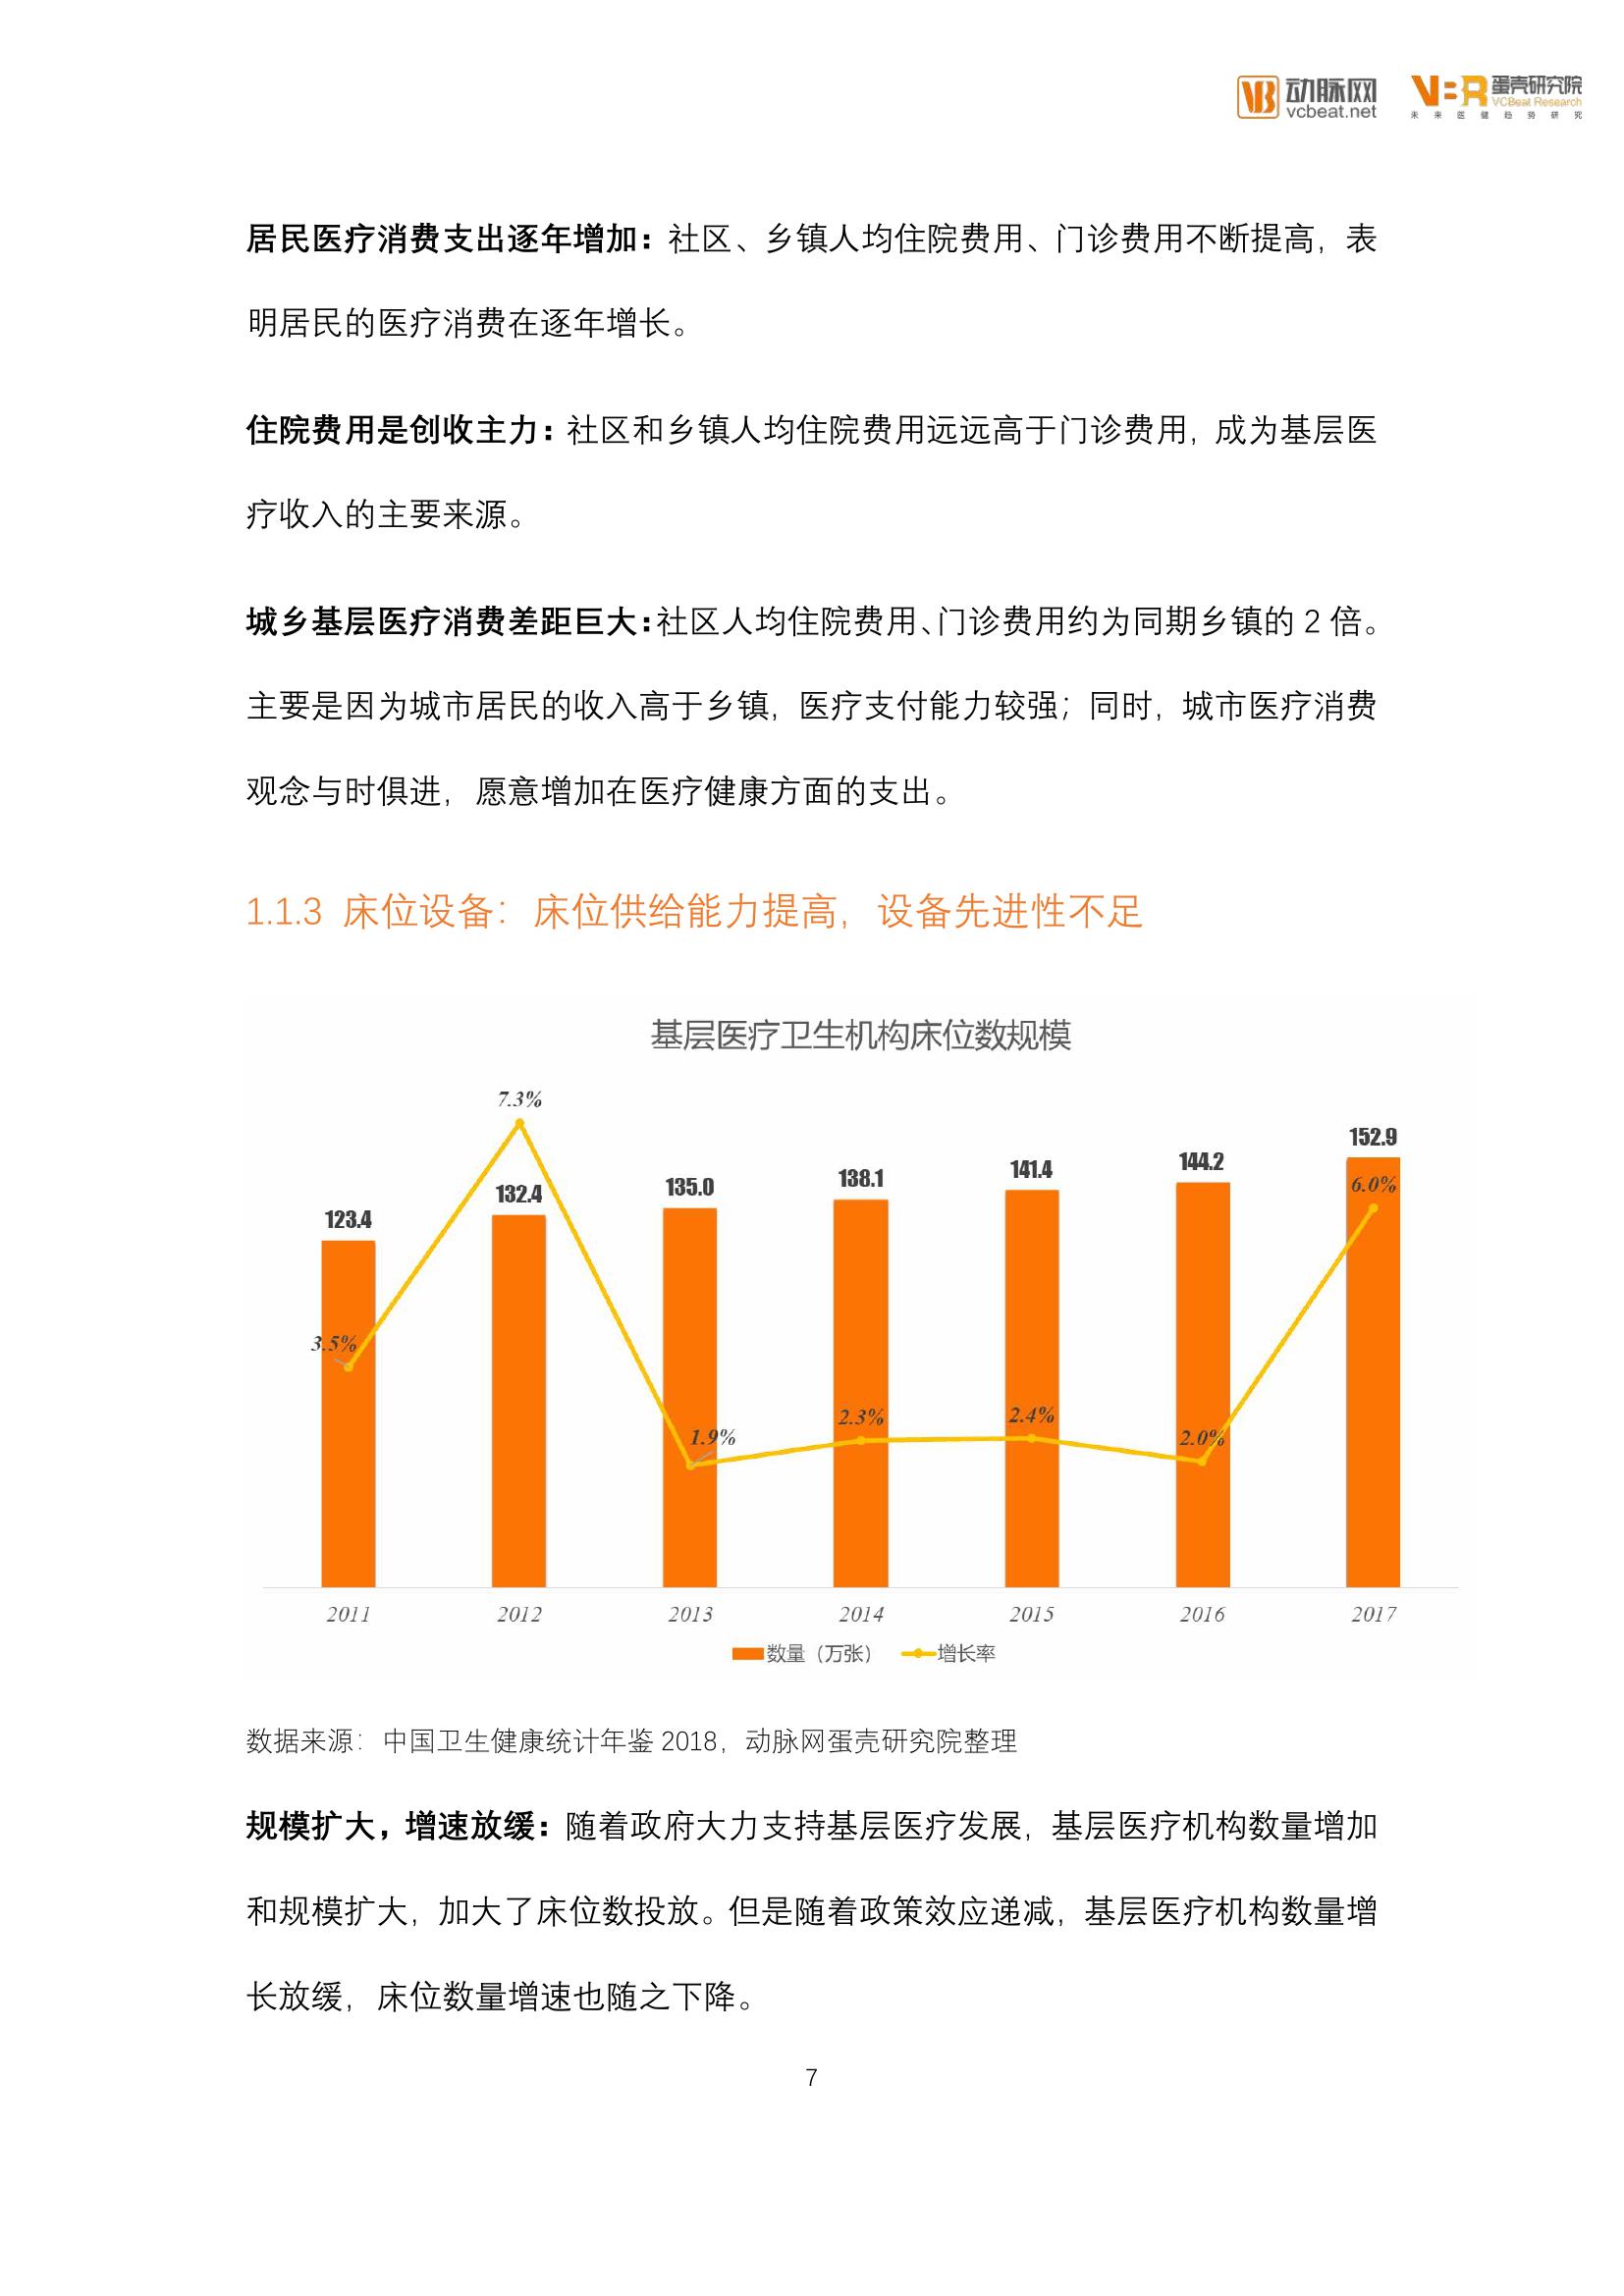 动脉网
vcbeat.net
VBR 蛋壳研究院
VCBeat Research
未来医健趋势研究
居民医疗消费支出逐年增加：社区、乡镇人均住院费用、门诊费用不断提高，表
明居民的医疗消费在逐年增长。
住院费用是创收主力：社区和乡镇人均住院费用远远高于门诊费用，成为基层医
疗收入的主要来源。
城乡基层医疗消费差距巨大：社区人均住院费用、门诊费用约为同期乡镇的 2 倍。
主要是因为城市居民的收入高于乡镇，医疗支付能力较强；同时，城市医疗消费
观念与时俱进，愿意增加在医疗健康方面的支出。
1.1.3 床位设备：床位供给能力提高，设备先进性不足
基层医疗卫生机构床位数规模
7.3%
152.9
132.4
135.0
138.1
141.4
144.2
6.0%
123.4
3.5%
1.9%
2.3%
2.4%
2.0%
2011 2012 2013 2014 2015 2016 2017
数量（万张） 增长率
数据来源：中国卫生健康统计年鉴 2018，动脉网蛋壳研究院整理
规模扩大，增速放缓：随着政府大力支持基层医疗发展，基层医疗机构数量增加
和规模扩大，加大了床位数投放。但是随着政策效应递减，基层医疗机构数量增
长放缓，床位数量增速也随之下降。
7